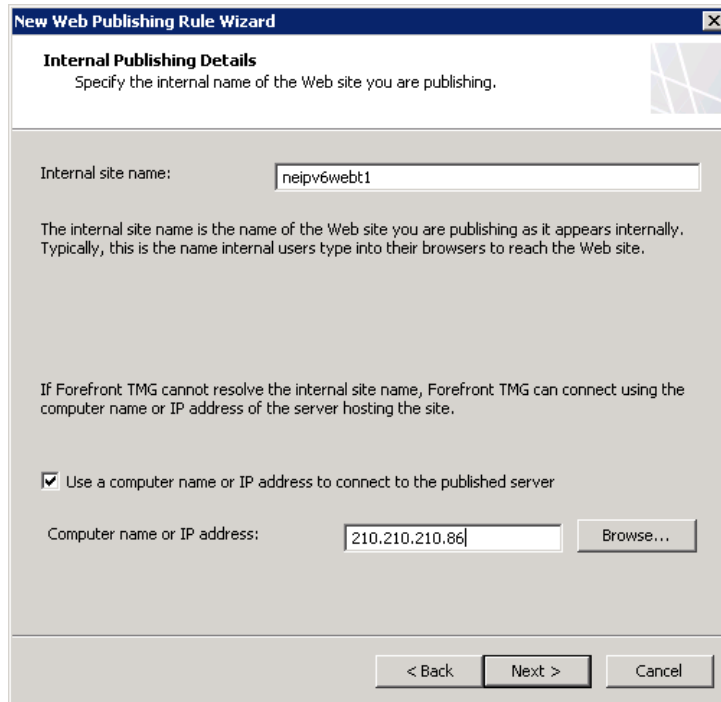 New Web Publishing Rule Wizard
Internal Publishing Details
Specify the internal name of the Web site you are publishing.
Internal site name:
neipv6webt1
The internal site name is the name of the Web site you are publishing as it appears internally.
Typically, this is the name internal users type into their browsers to reach the Web site.
If Forefront TMG cannot resolve the internal site name, Forefront TMG can connect using the
computer name or IP address of the server hosting the site.
Use a computer name or IP address to connect to the published server
Computer name or IP address:
210.210.210.86
Browse...
< Back
Next >
Cancel